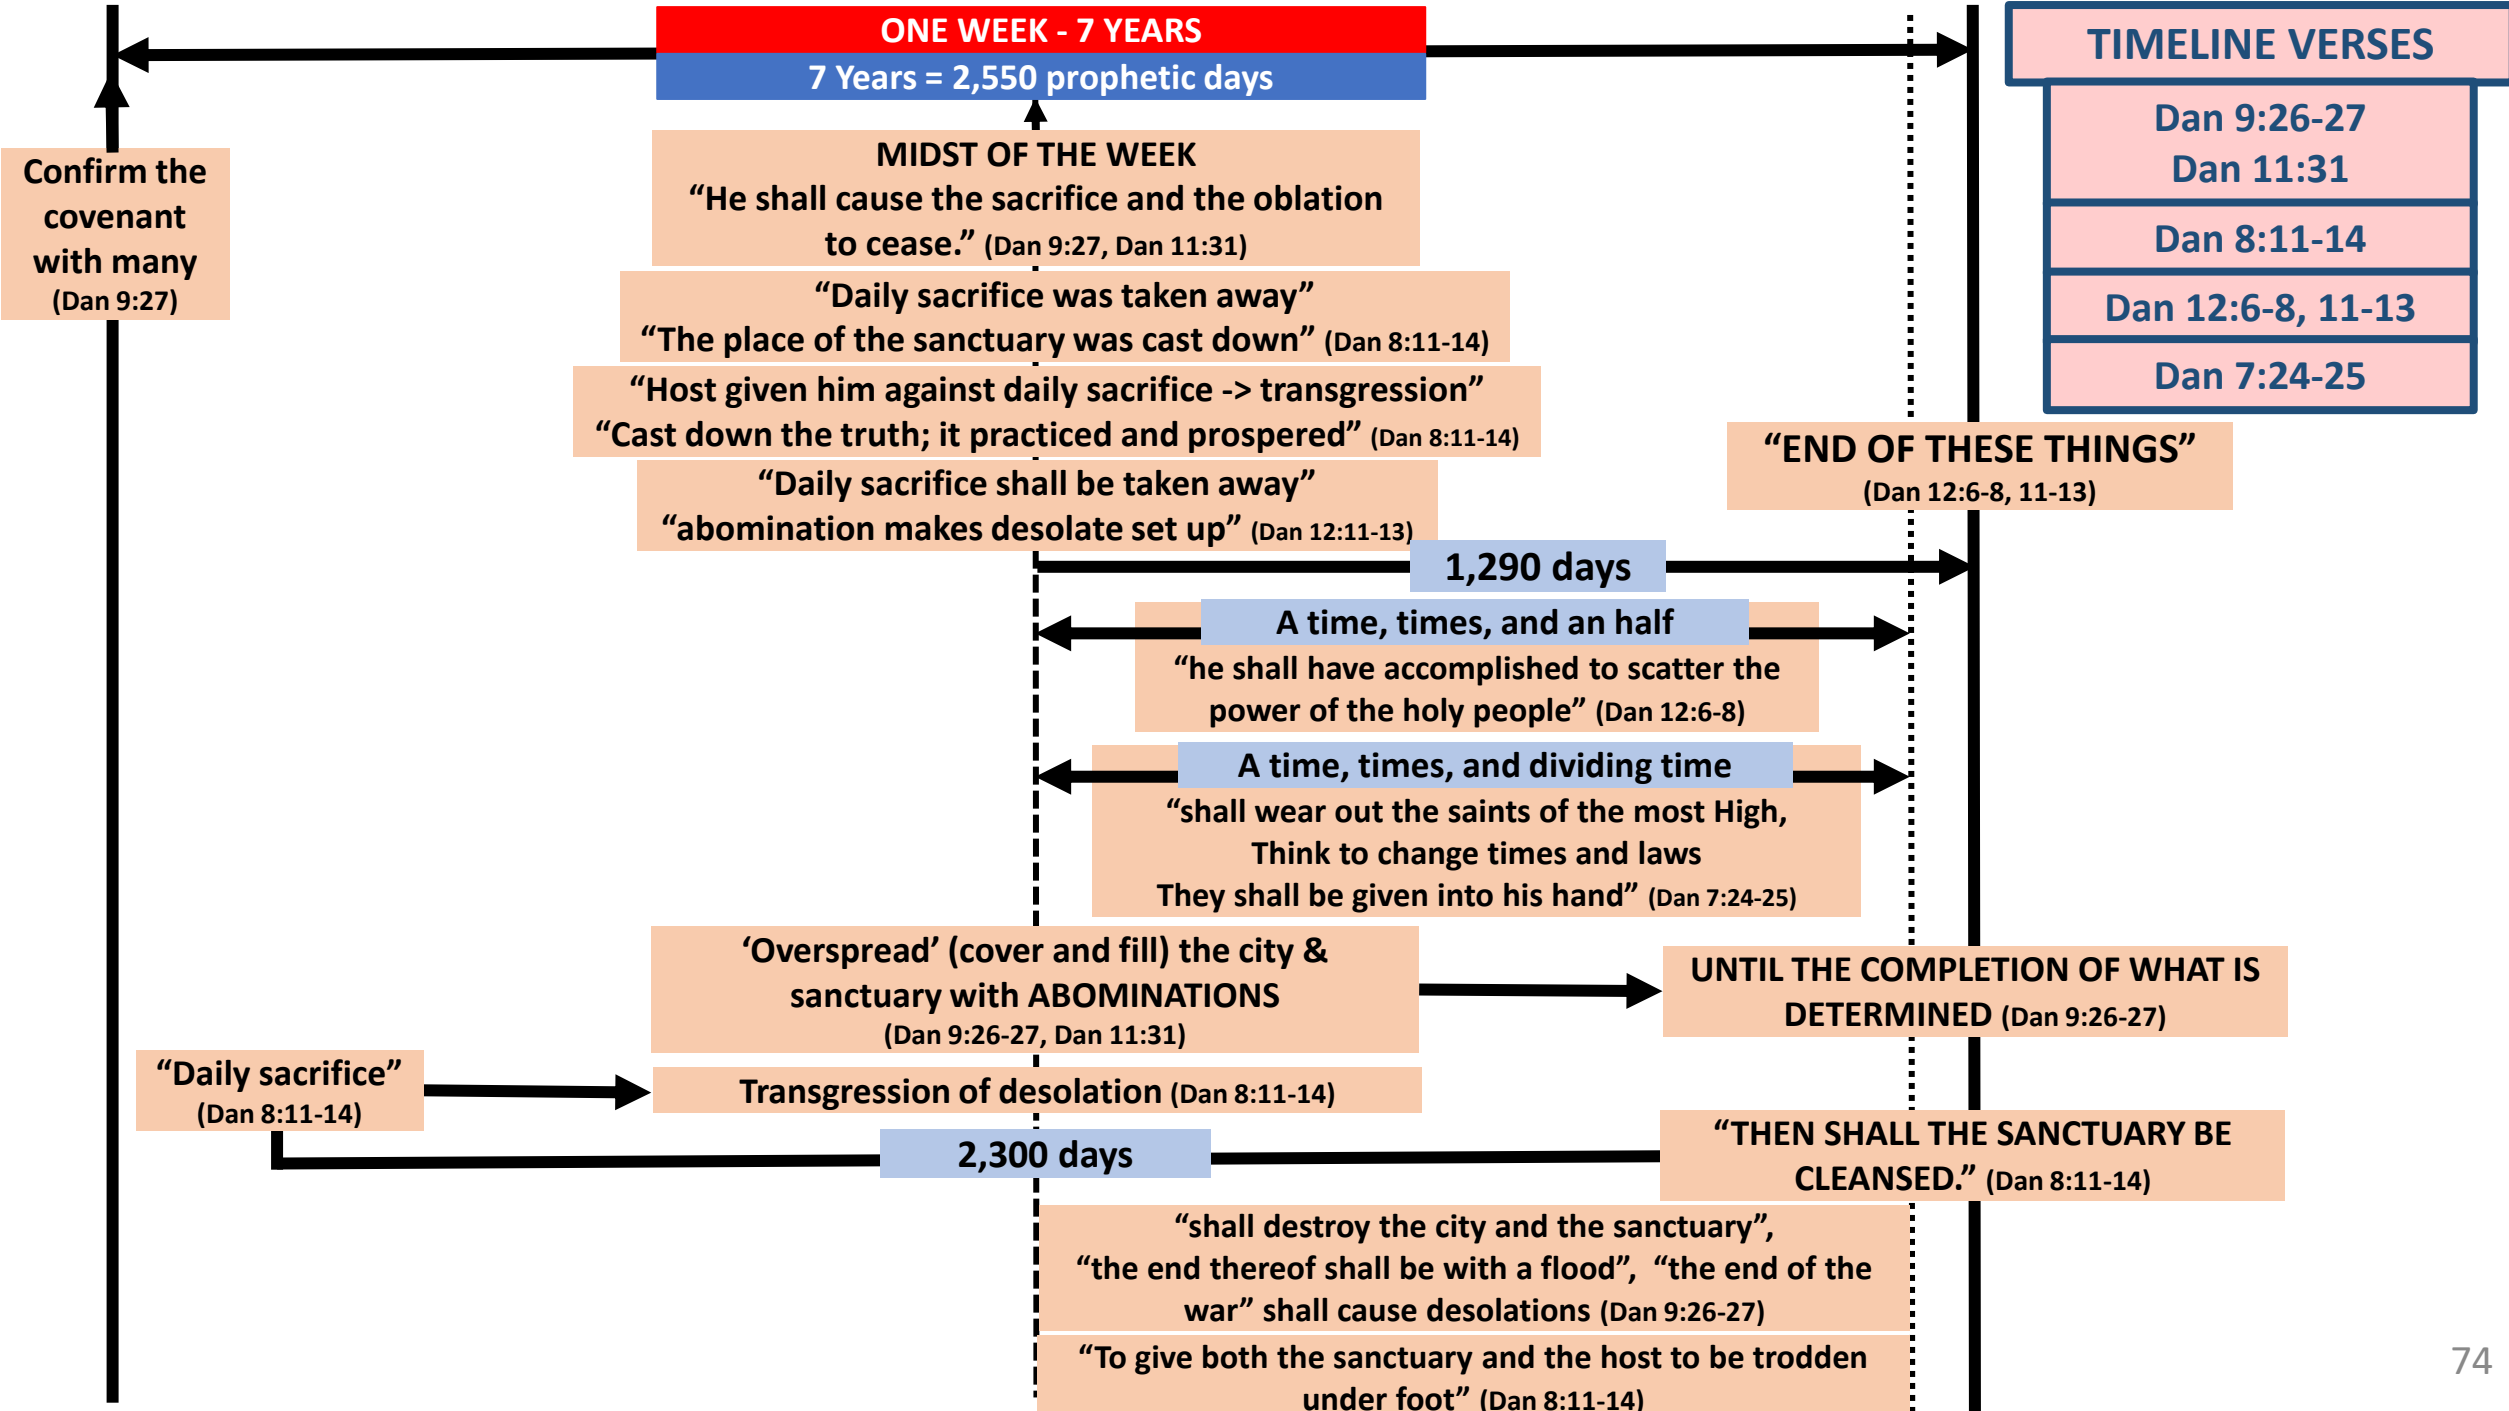 ONE WEEK - 7 YEARS
7 Years = 2,550 prophetic days
TIMELINE VERSES
Dan 9:26-27
Dan 11:31
Dan 8:11-14
Dan 12:6-8, 11-13
Dan 7:24-25
Confirm the
covenant
with many
(Dan 9:27)
MIDST OF THE WEEK
“He shall cause the sacrifice and the oblation
to cease.” (Dan 9:27, Dan 11:31)
“Daily sacrifice was taken away”
“The place of the sanctuary was cast down” (Dan 8:11-14)
“Host given him against daily sacrifice -> transgression”
“Cast down the truth; it practiced and prospered” (Dan 8:11-14)
“Daily sacrifice shall be taken away”
“abomination makes desolate set up” (Dan 12:11-13)
“END OF THESE THINGS”
(Dan 12:6-8, 11-13)
1,290 days
A time, times, and an half
“he shall have accomplished to scatter the
power of the holy people” (Dan 12:6-8)
A time, times, and dividing time
“shall wear out the saints of the most High,
Think to change times and laws
They shall be given into his hand” (Dan 7:24-25)
‘Overspread’ (cover and fill) the city &
sanctuary with ABOMINATIONS
(Dan 9:26-27, Dan 11:31)
UNTIL THE COMPLETION OF WHAT IS
DETERMINED (Dan 9:26-27)
“Daily sacrifice”
(Dan 8:11-14)
Transgression of desolation (Dan 8:11-14)
2,300 days
“THEN SHALL THE SANCTUARY BE
CLEANSED.” (Dan 8:11-14)
“shall destroy the city and the sanctuary”,
“the end thereof shall be with a flood”, “the end of the
war” shall cause desolations (Dan 9:26-27)
“To give both the sanctuary and the host to be trodden
under foot” (Dan 8:11-14)
74